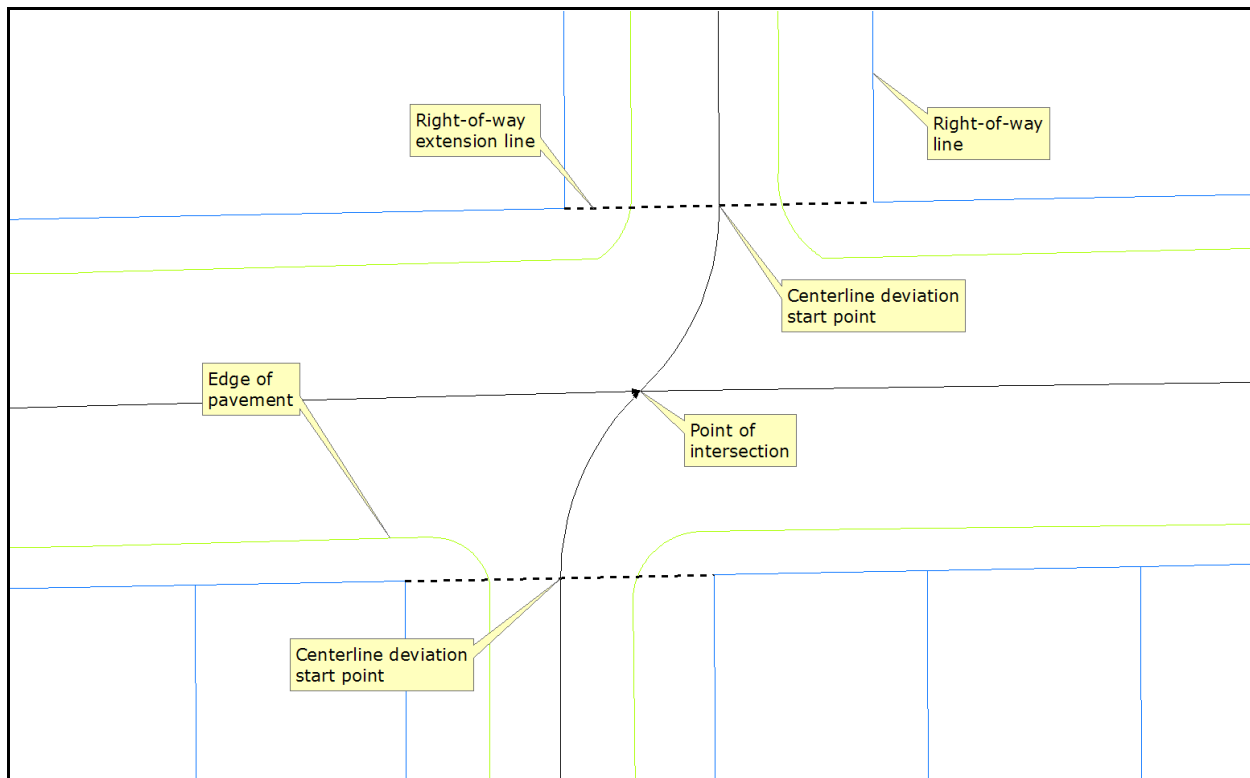 Right-of-way
extension line
Right-of-way
line
Centerline deviation
start point
Edge of
pavement
Point of
intersection
Centerline deviation
start point